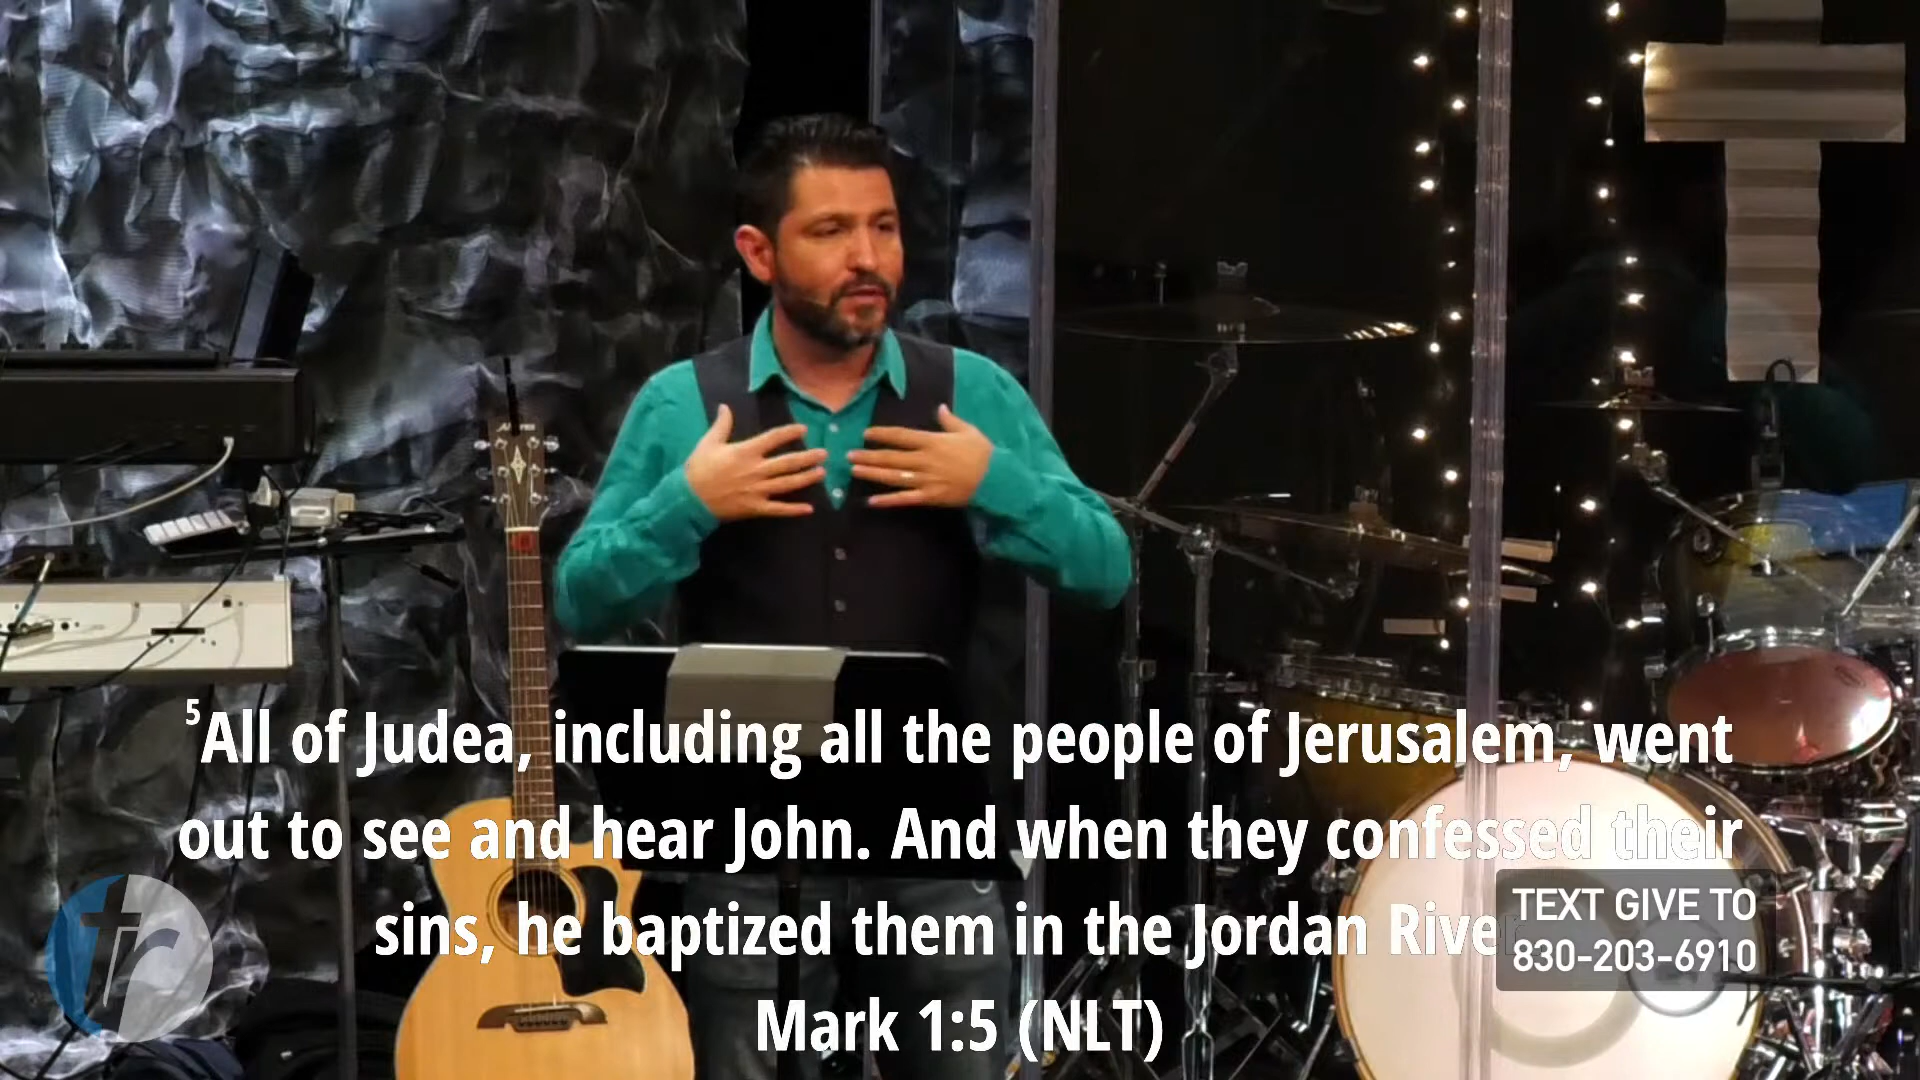 ⁵All of Judea, including all the people of Jerusalem, went
out to see and hear John. And when they confessed their
sins, he baptized them in the Jordan River
Mark 1:5 (NLT)
TEXT GIVE TO
830-203-6910
tr